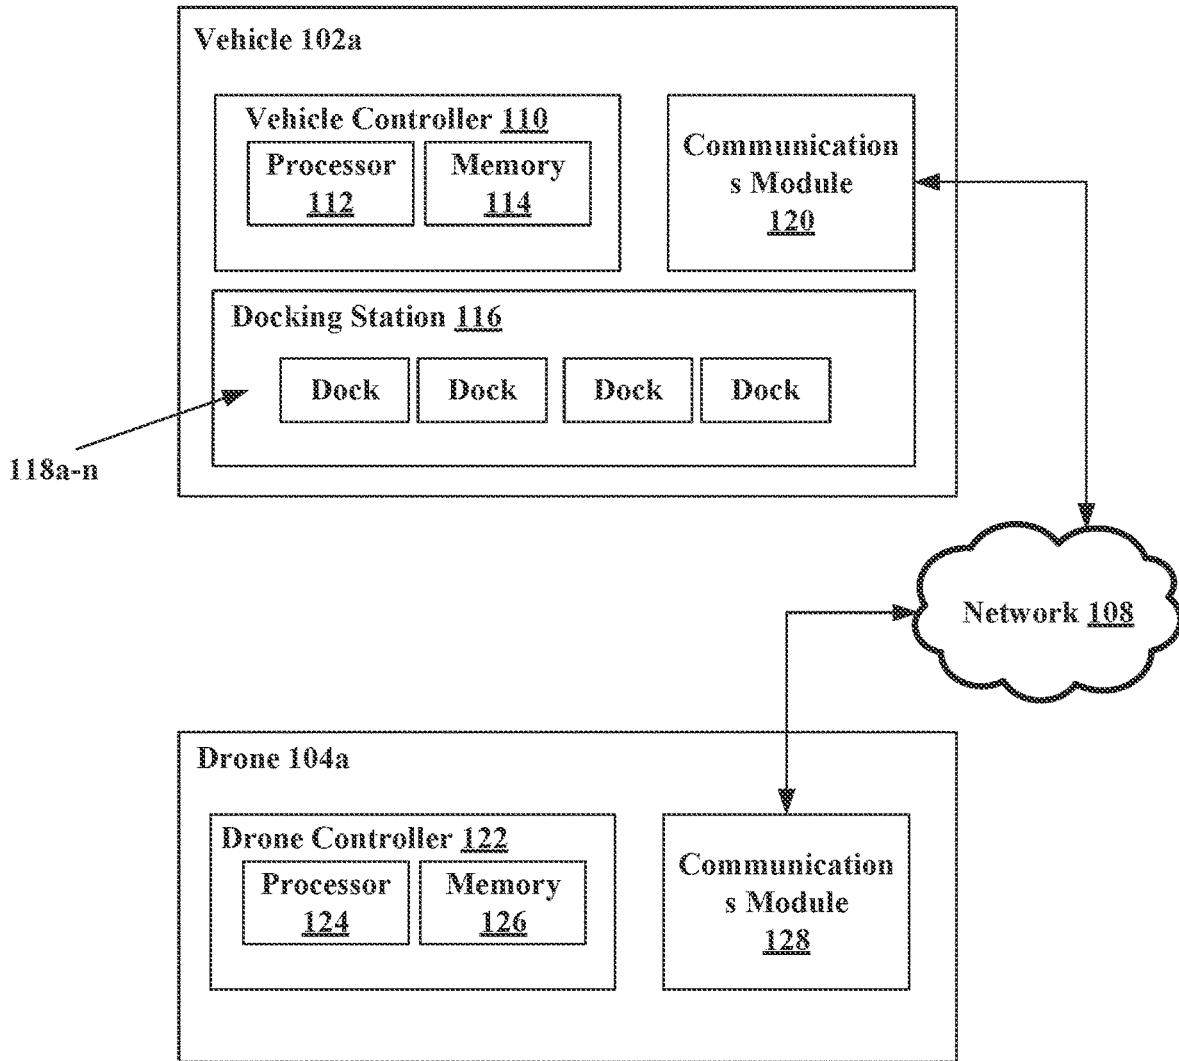 Vehicle 102a
Vehicle Controller 110
Processor
112
Memory
114
Communication
s Module
120
Docking Station 116
Dock
Dock
Dock
Dock
118a-n
Network 108
Drone 104a
Drone Controller 122
Processor
124
Memory
126
Communication
s Module
128